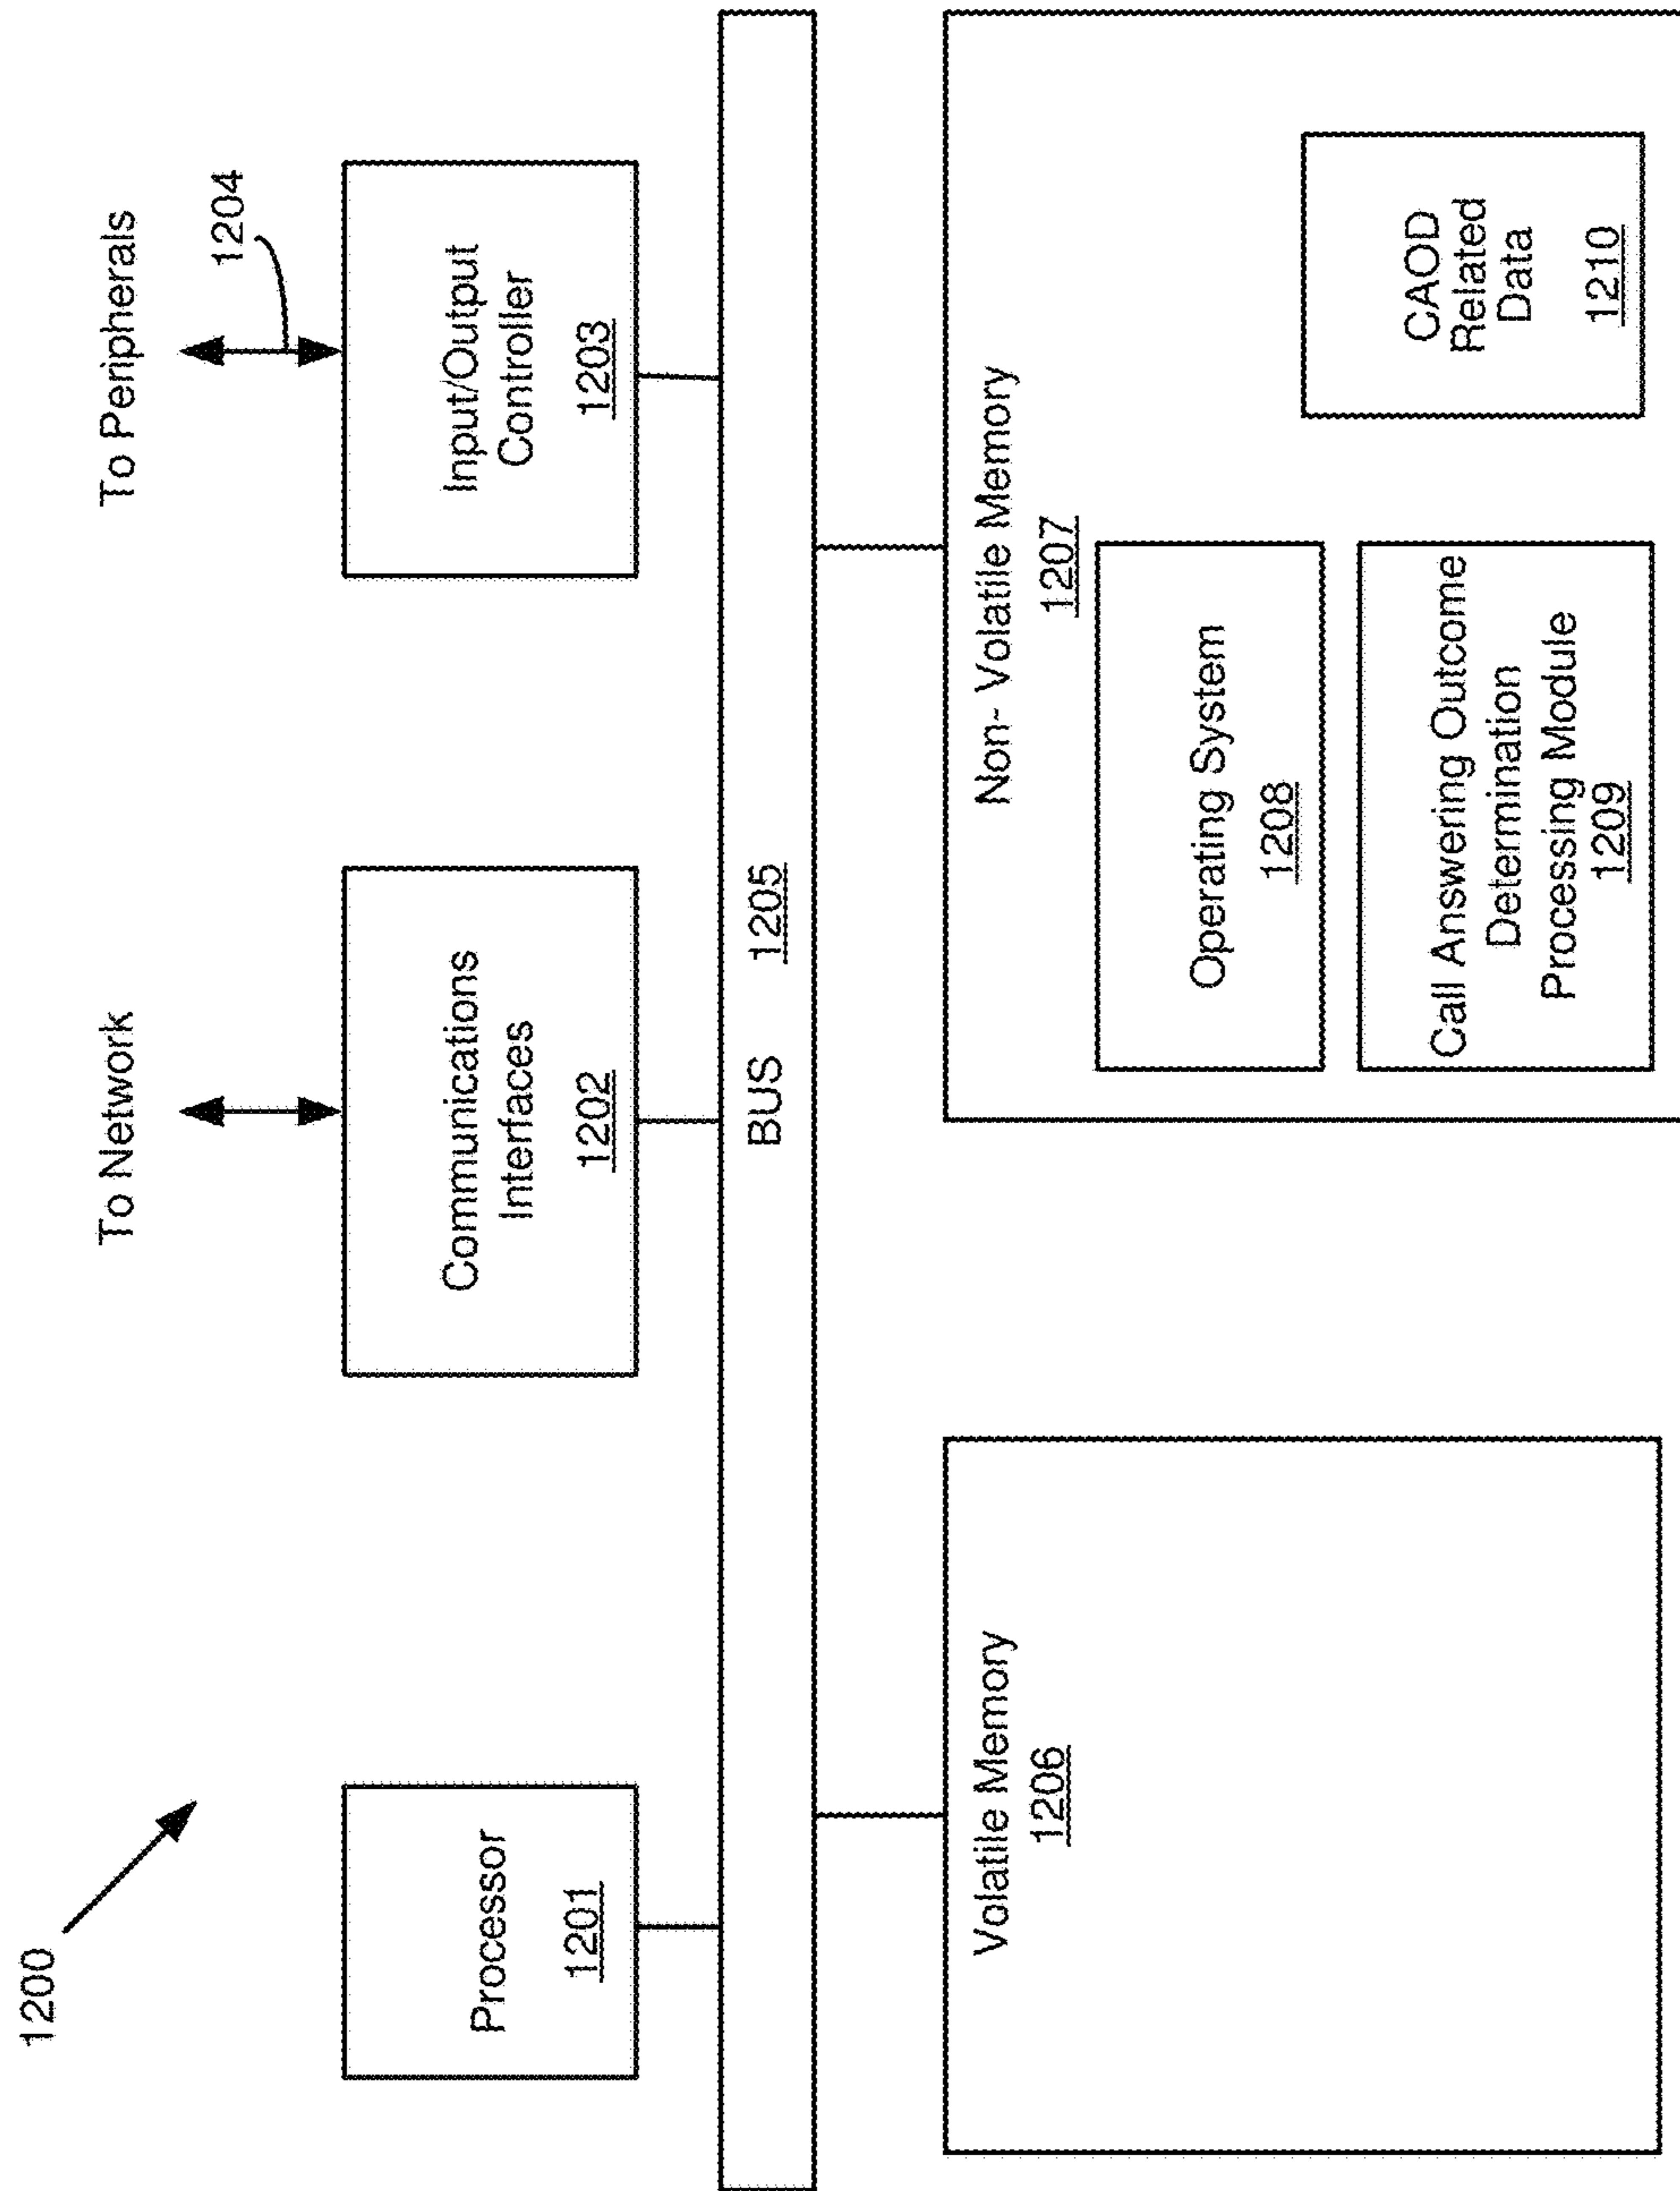 1200
To Network
To Peripherals
1204
Processor
1201
Communications
Interfaces
1202
Input/Output
Controller
1203
BUS 1205
Volatile Memory
1206
Non- Volatile Memory
1207
Operating System
1208
Call Answering Outcome
Determination
Processing Module
1209
CAOD
Related
Data
1210